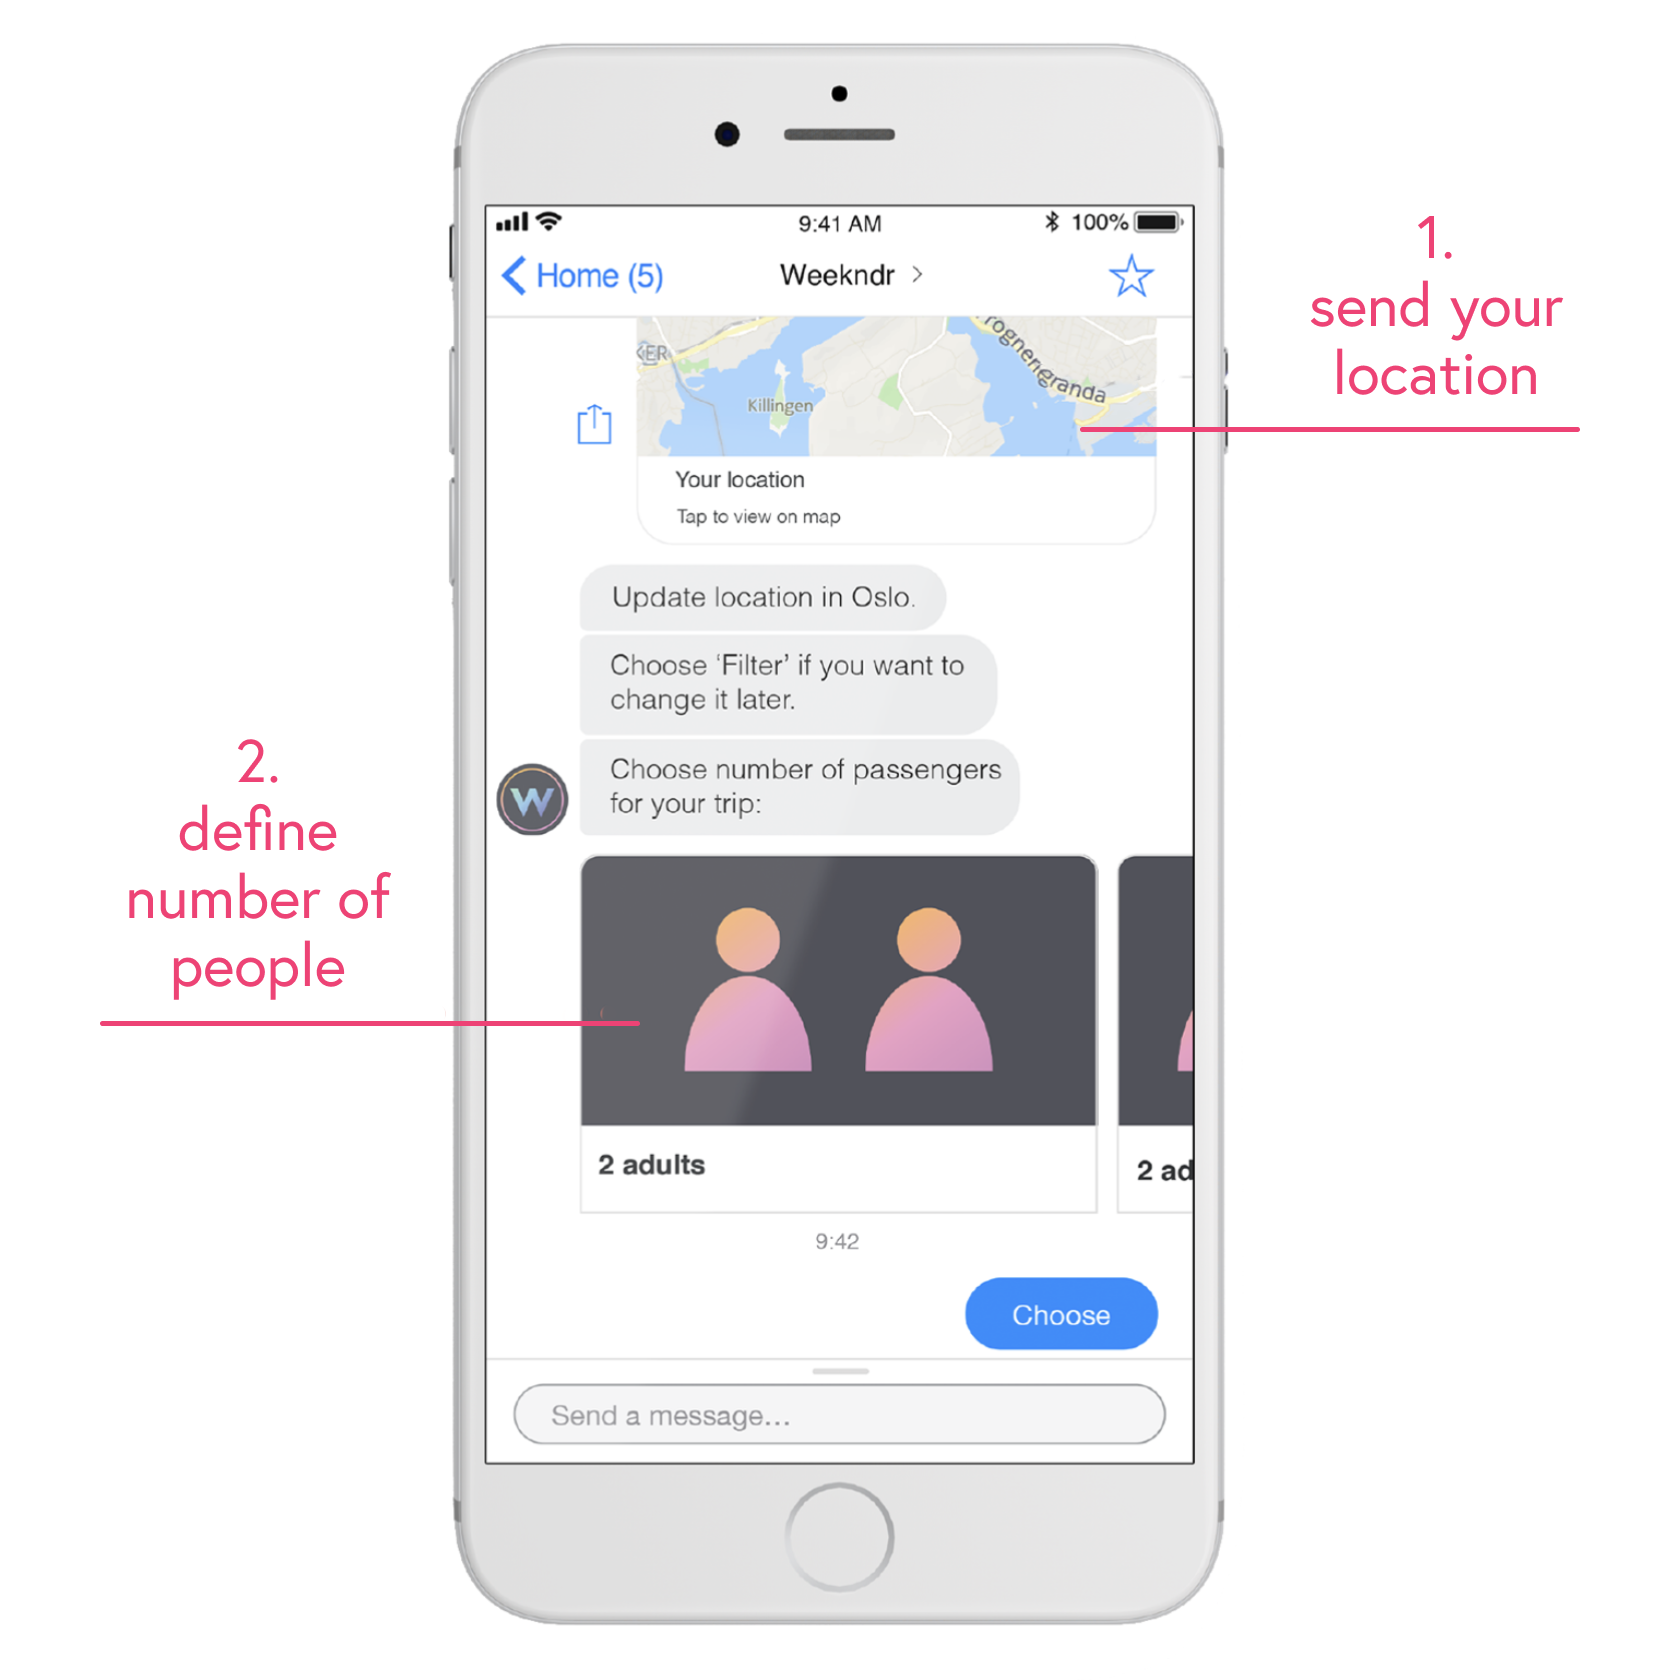 9:41 AM
100%
Home (5)
Weekndr
1.
send your
location
KER
Killingen
rognengranda
Your location
Tap to view on map
Update location in Oslo.
Choose ‘Filter’ if you want to
change it later.
Choose number of passengers
for your trip:
W
2.
define
number of
people
2 adults
2 ad
9:42
Choose
Send a message...